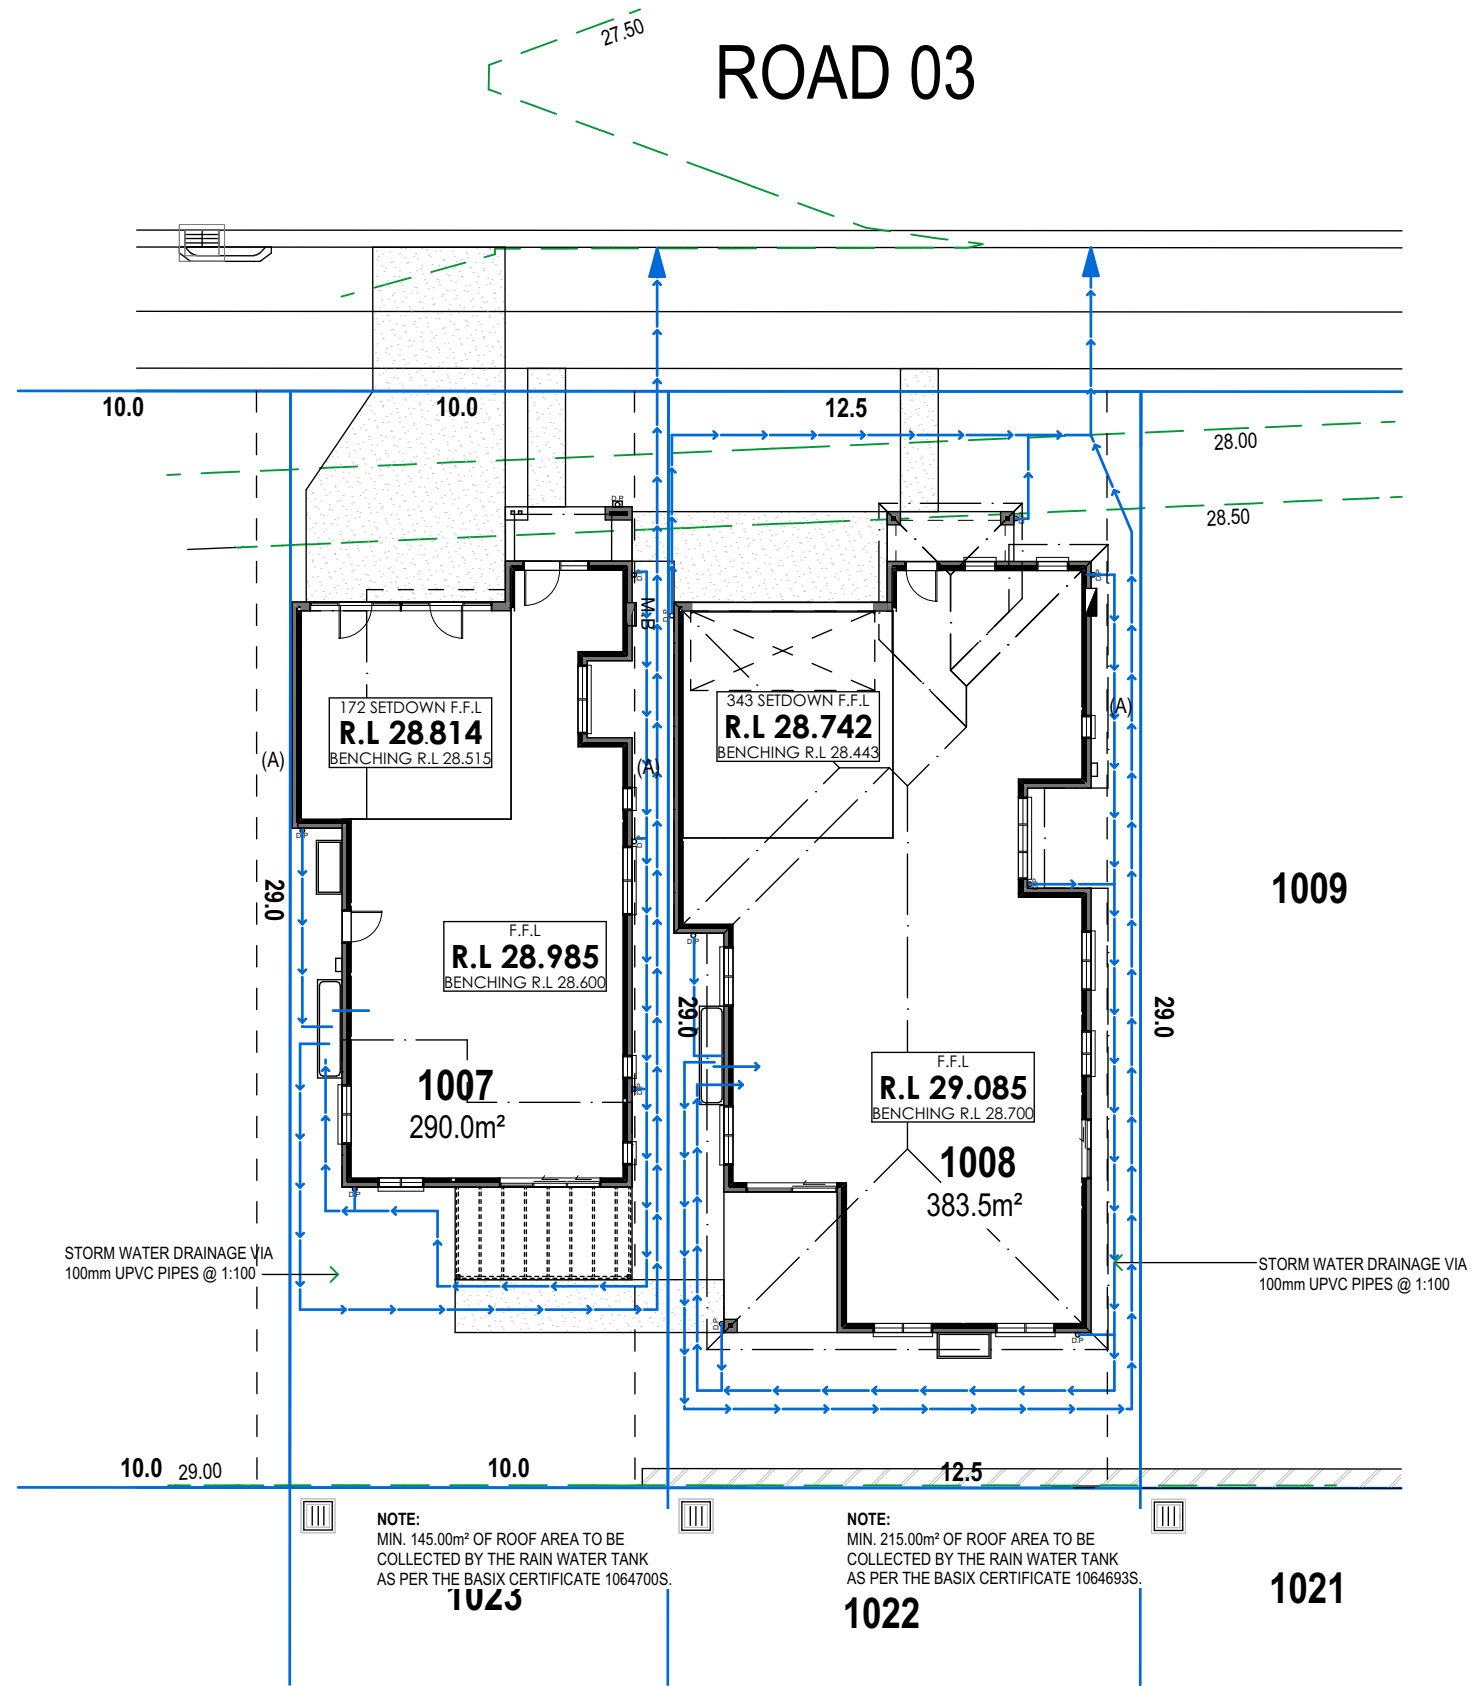 27.50
ROAD 03
10.0
10.0
12.5
28.00
28.50
D.P
D.P
D.P
D.P
D.P
M.B
172 SETDOWN F.F.L
R.L 28.814
BENCHING R.L 28.515
343 SETDOWN F.F.L
R.L 28.742
BENCHING R.L 28.443
(A)
(A)
(A)
D.P
D.P
29.0
1009
D.P
F.F.L
R.L 28.985
BENCHING R.L 28.600
D.P
29.0
29.0
F.F.L
R.L 29.085
BENCHING R.L 28.700
1007
290.0m²
D.P
1008
383.5m²
D.P
STORM WATER DRAINAGE VIA
100mm UPVC PIPES @ 1:100
STORM WATER DRAINAGE VIA
100mm UPVC PIPES @ 1:100
D.P
D.P
10.0
29.00
10.0
12.5
NOTE:
MIN. 145.00m² OF ROOF AREA TO BE
COLLECTED BY THE RAIN WATER TANK
AS PER THE BASIX CERTIFICATE 1064700S.
NOTE:
MIN. 215.00m² OF ROOF AREA TO BE
COLLECTED BY THE RAIN WATER TANK
AS PER THE BASIX CERTIFICATE 1064693S.
1023
1022
1021